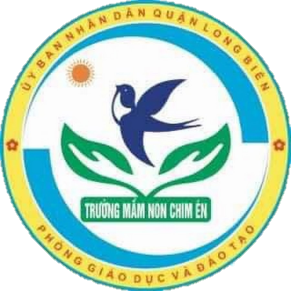 ỦY BAN NHÂN DÂN QUẬN LONG BIÊN
TRƯỜNG MẦM NON CHIM ÉN
PHÒNG GIÁO DỤC VÀ ĐÀO TẠO